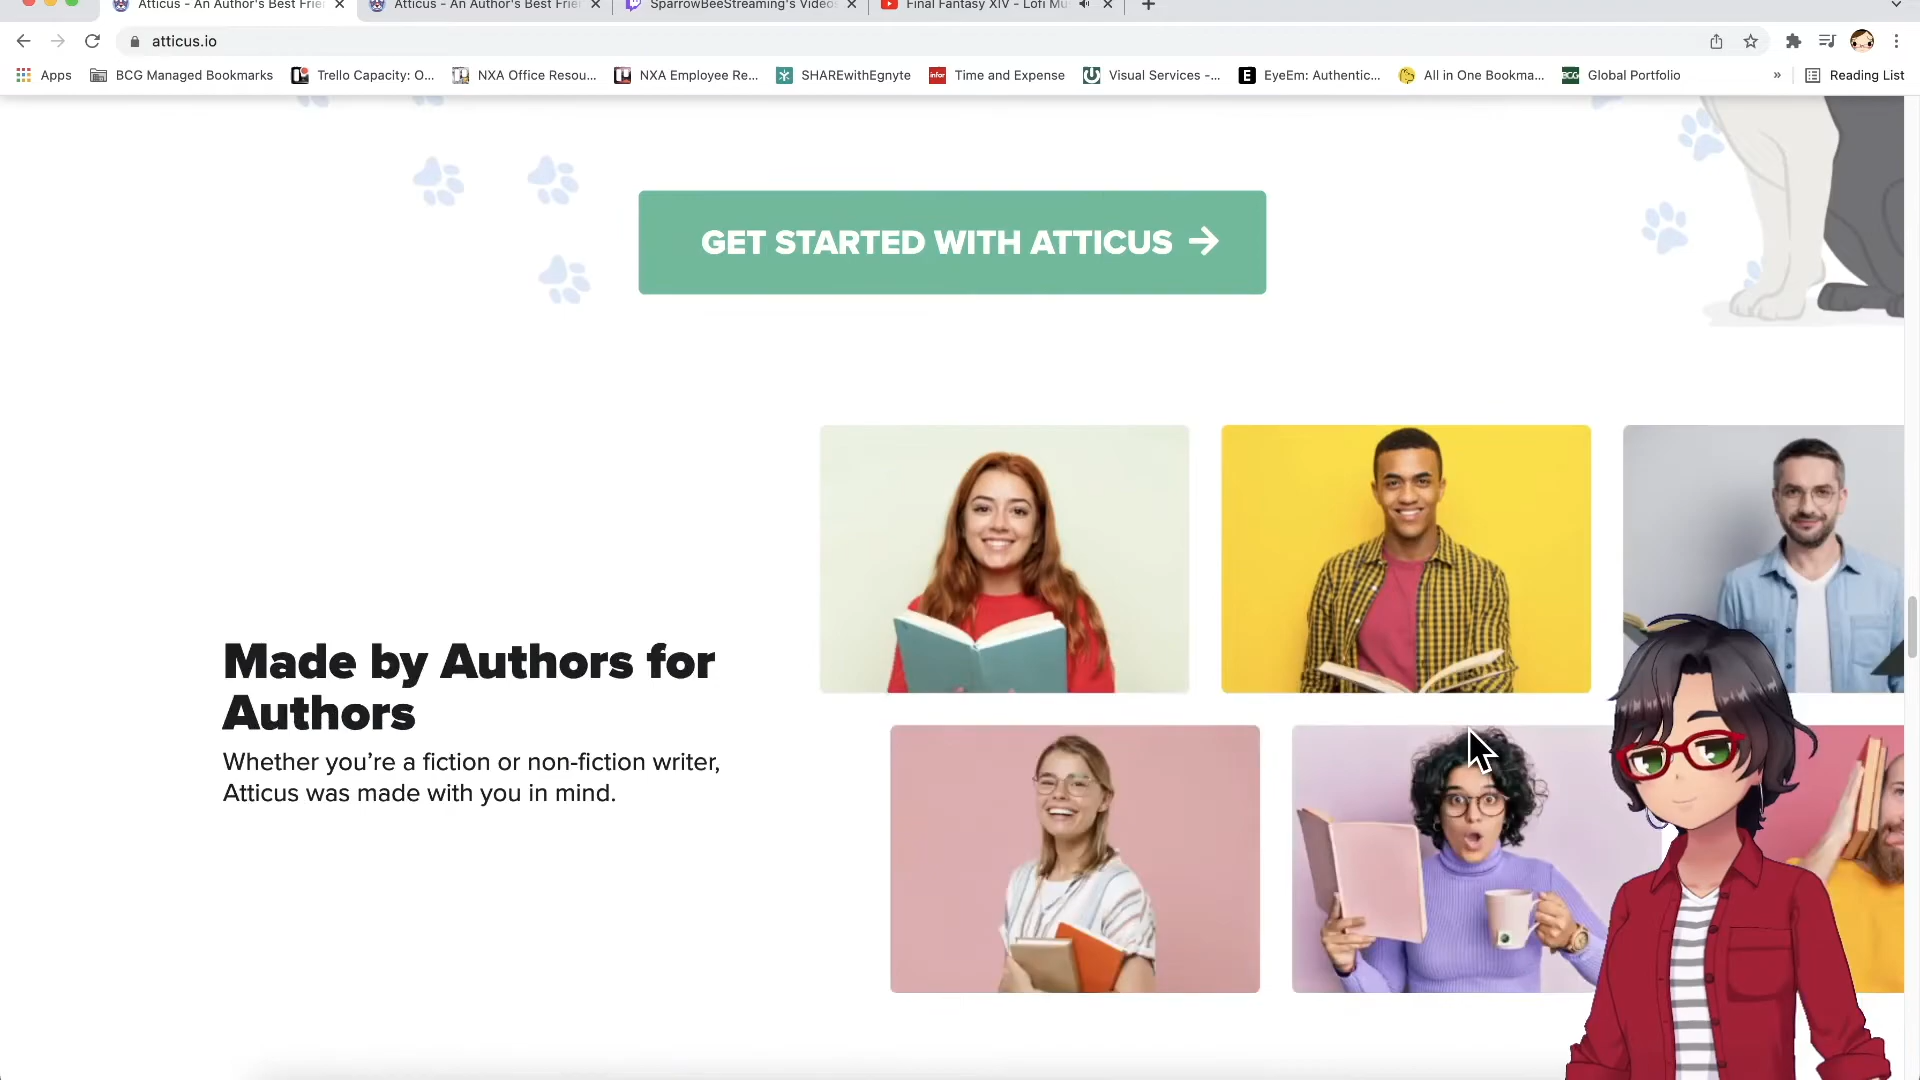 Atticus - An Author's Best Frie
Atticus - An Author's Best Frie
SparrowBeeStreaming's Videos
Final Fantasy XIV - Lofi Mu
atticus.io
Apps
BCG Managed Bookmarks
Trello Capacity: O...
NXA Office Resou...
NXA Employee Re...
SHAREwithEgnyte
infor
Time and Expense
Visual Services -...
E
EyeEm: Authentic...
All in One Bookma...
BCG
Global Portfolio
»
Reading List
GET STARTED WITH ATTICUS →
Made by Authors for
Authors
Whether you’re a fiction or non-fiction writer,
Atticus was made with you in mind.